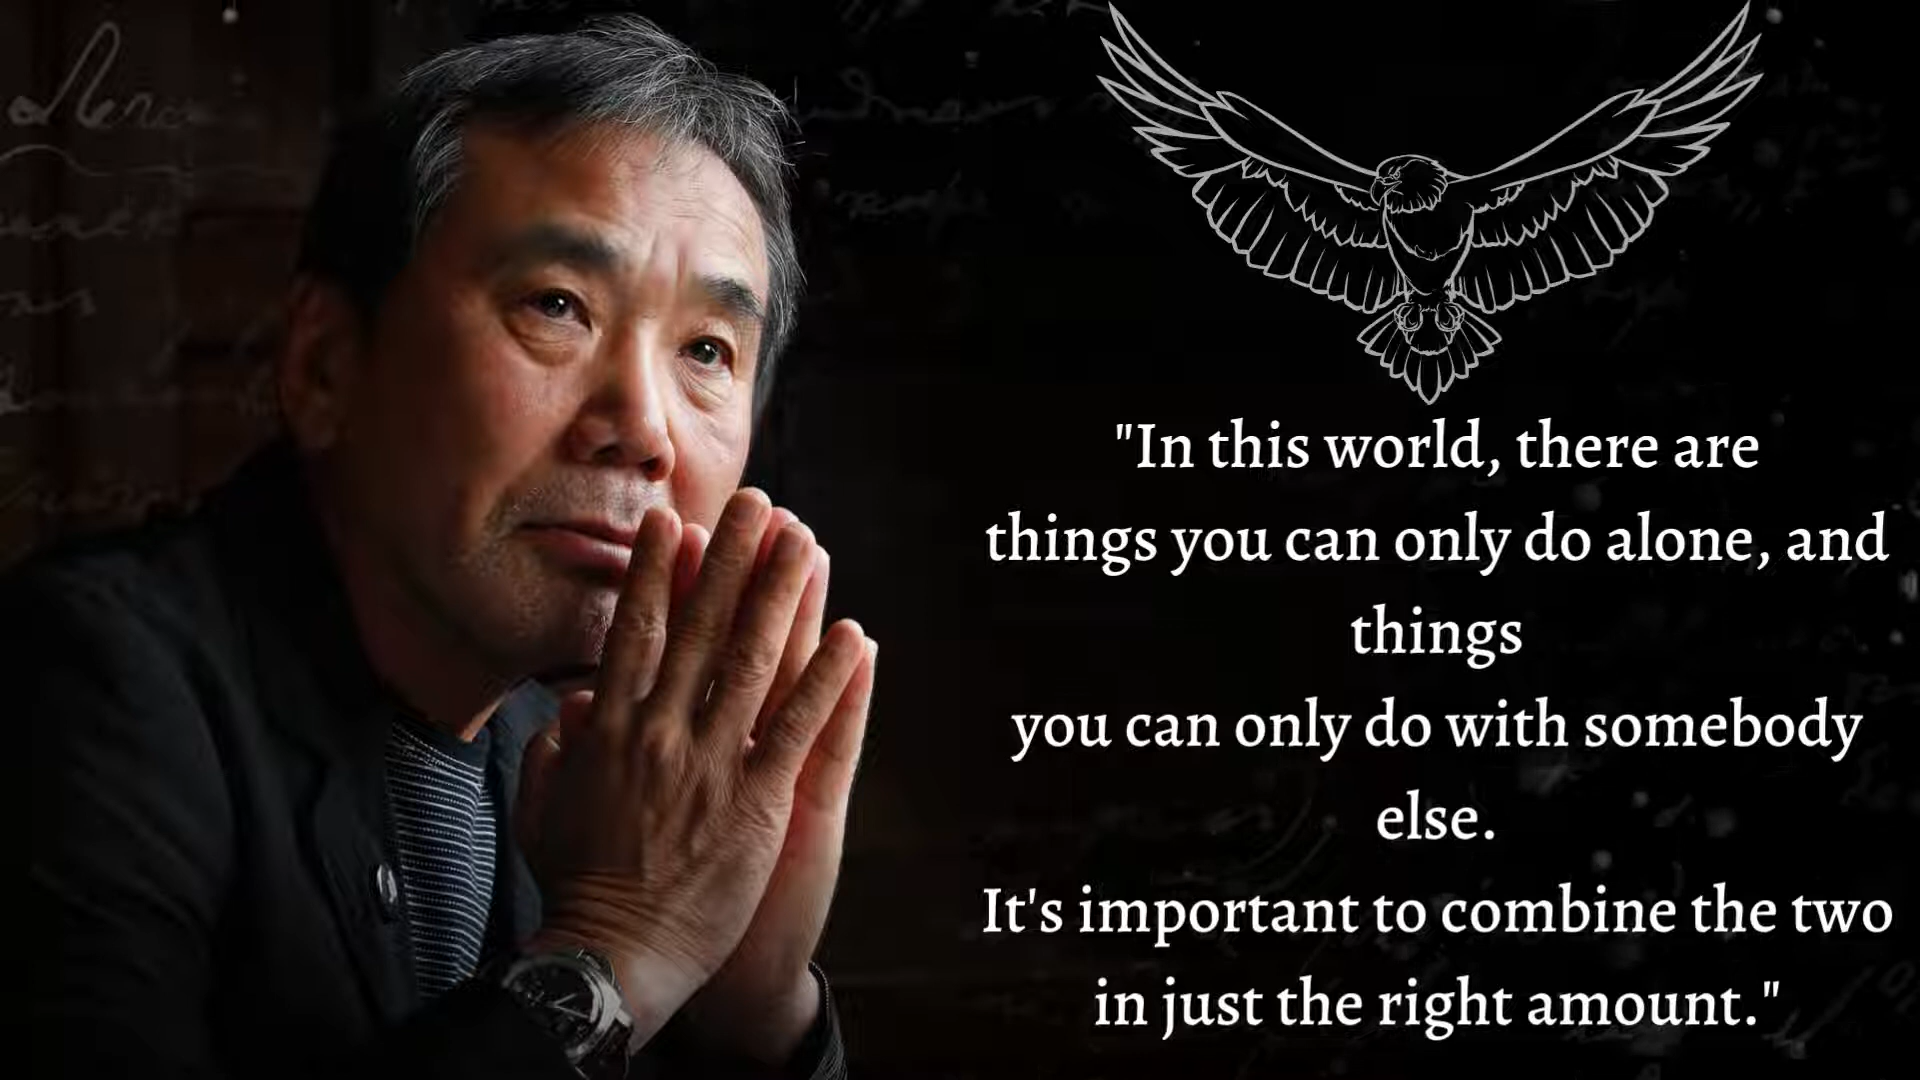 "In this world, there are
things you can only do alone, and
things
you can only do with somebody
else.
It's important to combine the two
in just the right amount."